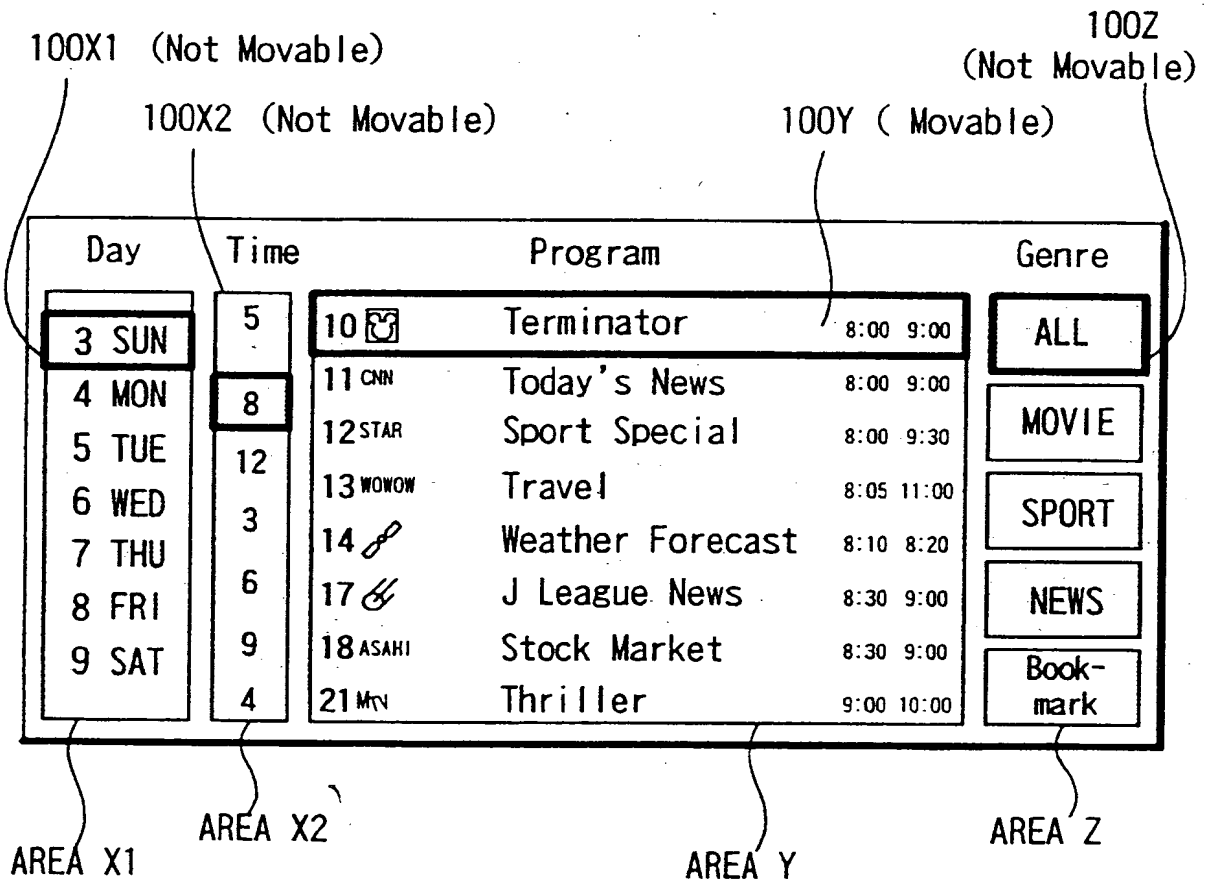 100X1 (Not Movable)
100X2 (Not Movable)
100Y ( Movable)
100Z
(Not Movable)
Day Time Program Genre
3 SUN
4 MON
5 TUE
6 WED
7 THU
8 FRI
9 SAT
5
8
12
3
6
9
4
10 Terminator 8:00 9:00
11 CNN Today's News 8:00 9:00
12 STAR Sport Special 8:00 9:30
13 WOWOW Travel 8:05 11:00
14 Weather Forecast 8:10 8:20
17 J League News 8:30 9:00
18 ASAHI Stock Market 8:30 9:00
21 MTV Thriller 9:00 10:00
ALL
MOVIE
SPORT
NEWS
Book-
mark
AREA X1
AREA X2
AREA Y
AREA Z